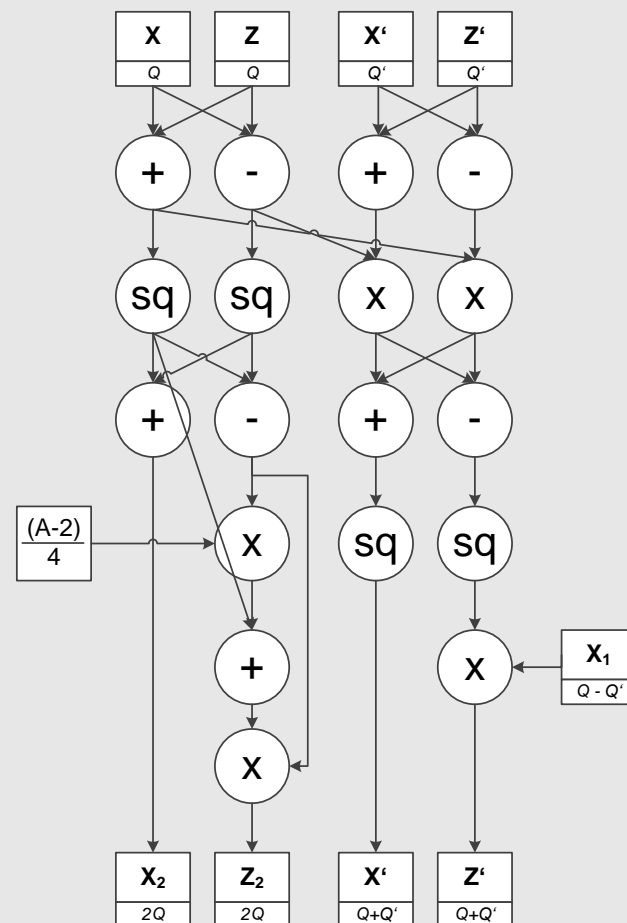 X Z X‘ Z‘
Q Q Q‘ Q‘
+ - + -
sq sq x x
+ - + -
(A-2)
4
x sq sq
+ x
X₁
Q - Q‘
x
X₂ Z₂ X‘ Z‘
2Q 2Q Q+Q‘ Q+Q‘